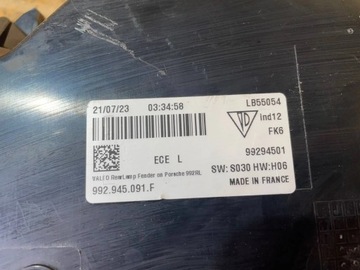 21/07/23 03:34:58 LB55054
Ind12
FK6
99294501
ECE L
SW: S030 HW:H06
VALEO RearLamp Fender on Porsche 992RL
992.945.091.F MADE IN FRANCE